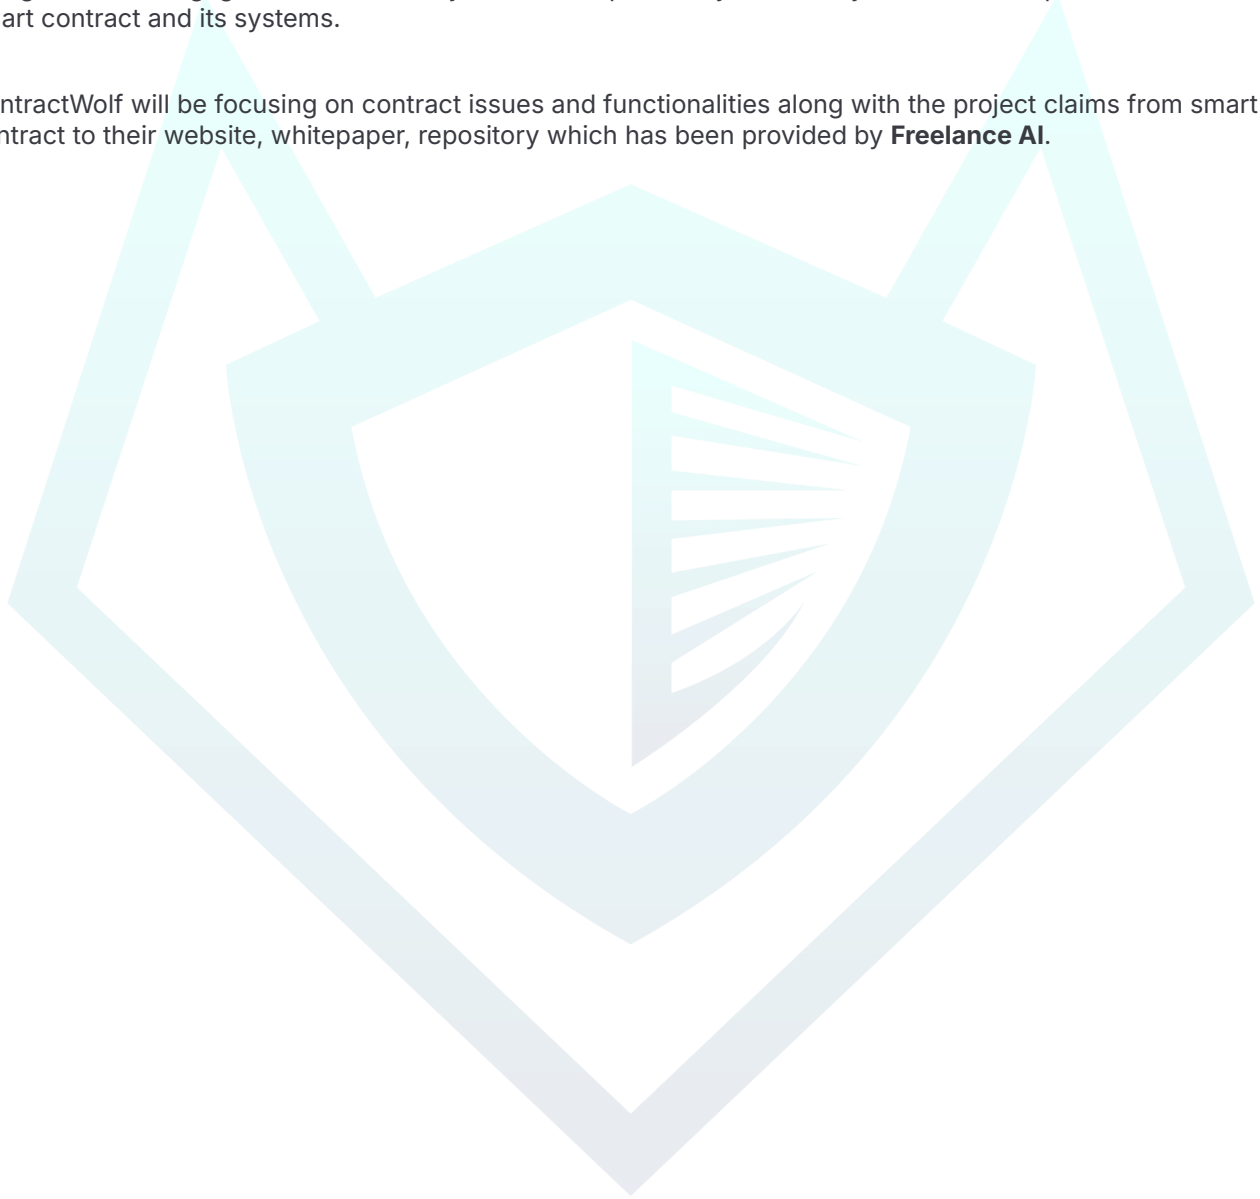 art contract and its systems.
ntractWolf will be focusing on contract issues and functionalities along with the project claims from smart
ntract to their website, whitepaper, repository which has been provided by Freelance AI.